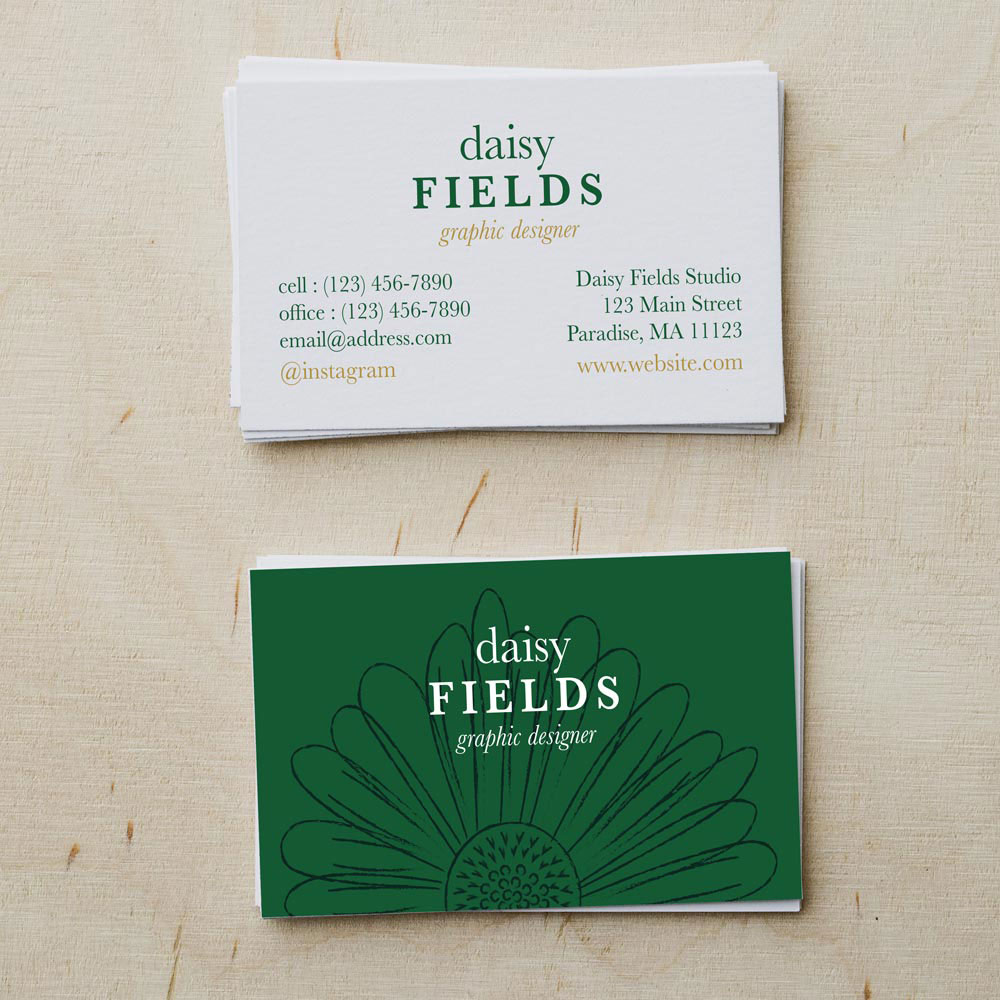 daisy
FIELDS
graphic designer
cell : (123) 456-7890
office : (123) 456-7890
email@address.com
@instagram
Daisy Fields Studio
123 Main Street
Paradise, MA 11123
www.website.com
daisy
FIELDS
graphic designer